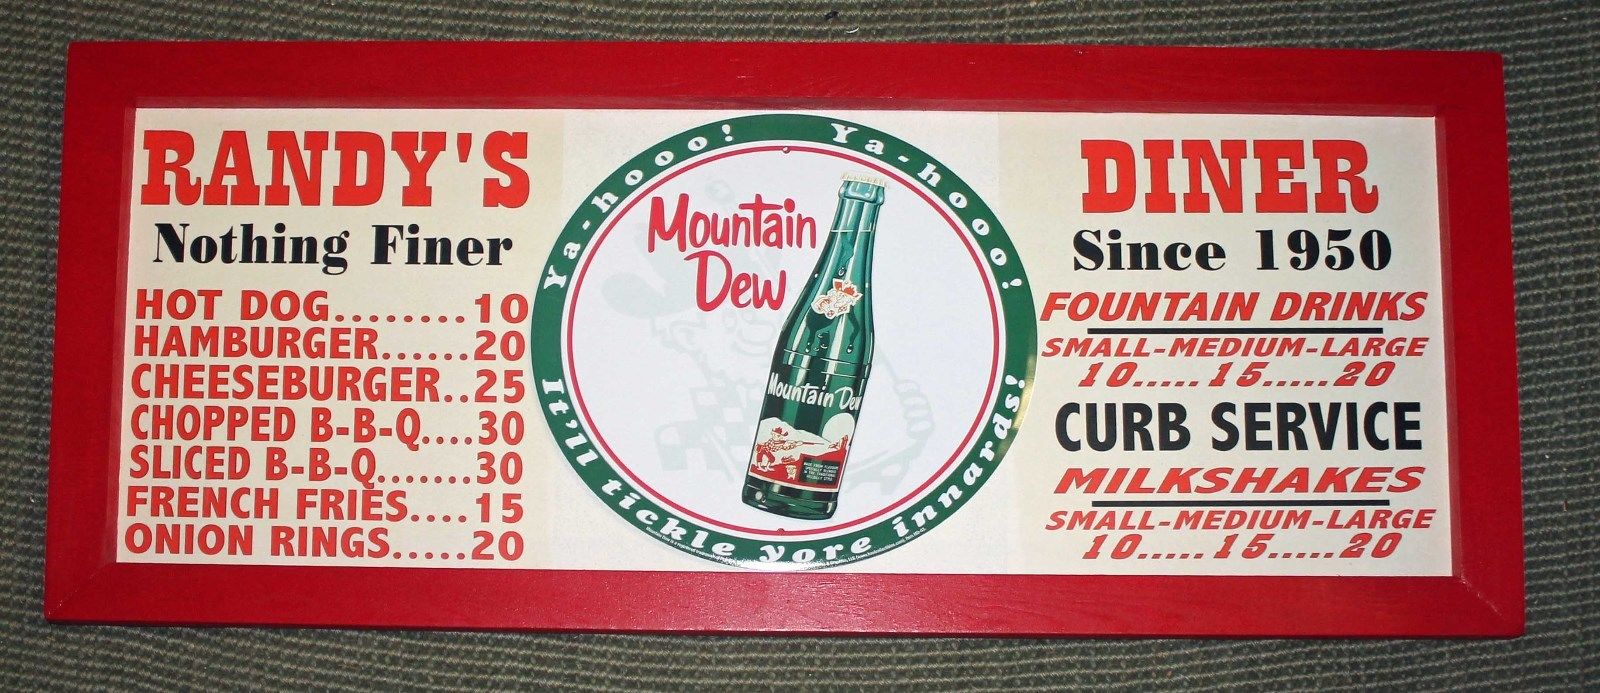 RANDY'S
Nothing Finer
HOT DOG........10
HAMBURGER......20
CHEESEBURGER..25
CHOPPED B-B-Q....30
SLICED B-B-Q.......30
FRENCH FRIES....15
ONION RINGS.....20
Ya-hooo! Ya-hooo!
Mountain
Dew
Mountain Dew
It'll tickle yore innards!
DINER
Since 1950
FOUNTAIN DRINKS
SMALL-MEDIUM-LARGE
10.....15.....20
CURB SERVICE
MILKSHAKES
SMALL-MEDIUM-LARGE
10.....15.....20